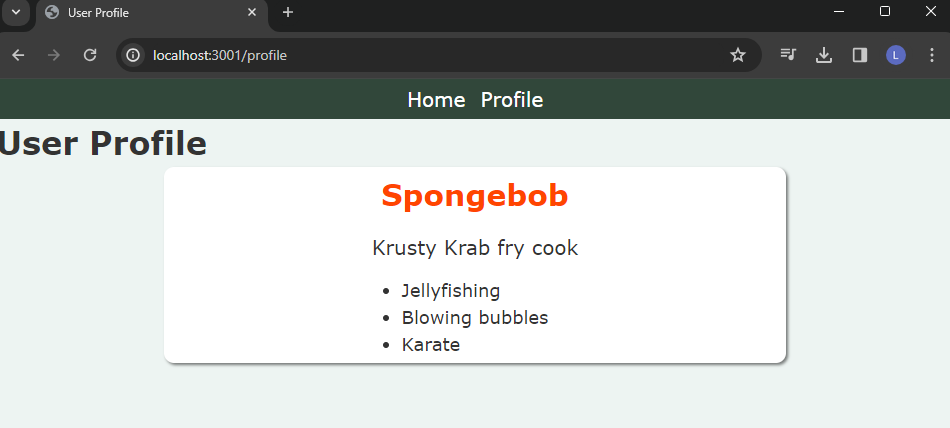 User Profile
localhost:3001/profile
L
Home Profile
User Profile
Spongebob
Krusty Krab fry cook
• Jellyfishing
• Blowing bubbles
• Karate